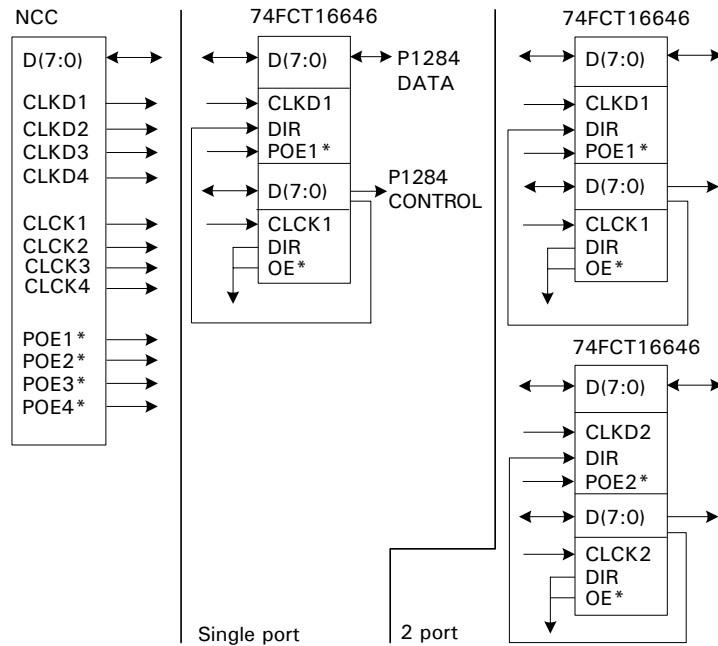 NCC
D(7:0)
CLKD1
CLKD2
CLKD3
CLKD4
CLCK1
CLCK2
CLCK3
CLCK4
POE1*
POE2*
POE3*
POE4*
74FCT16646
D(7:0)
P1284
DATA
CLKD1
DIR
POE1*
D(7:0)
P1284
CONTROL
CLCK1
DIR
OE*
Single port
74FCT16646
D(7:0)
CLKD1
DIR
POE1*
D(7:0)
CLCK1
DIR
OE*
74FCT16646
D(7:0)
CLKD2
DIR
POE2*
D(7:0)
CLCK2
DIR
OE*
2 port